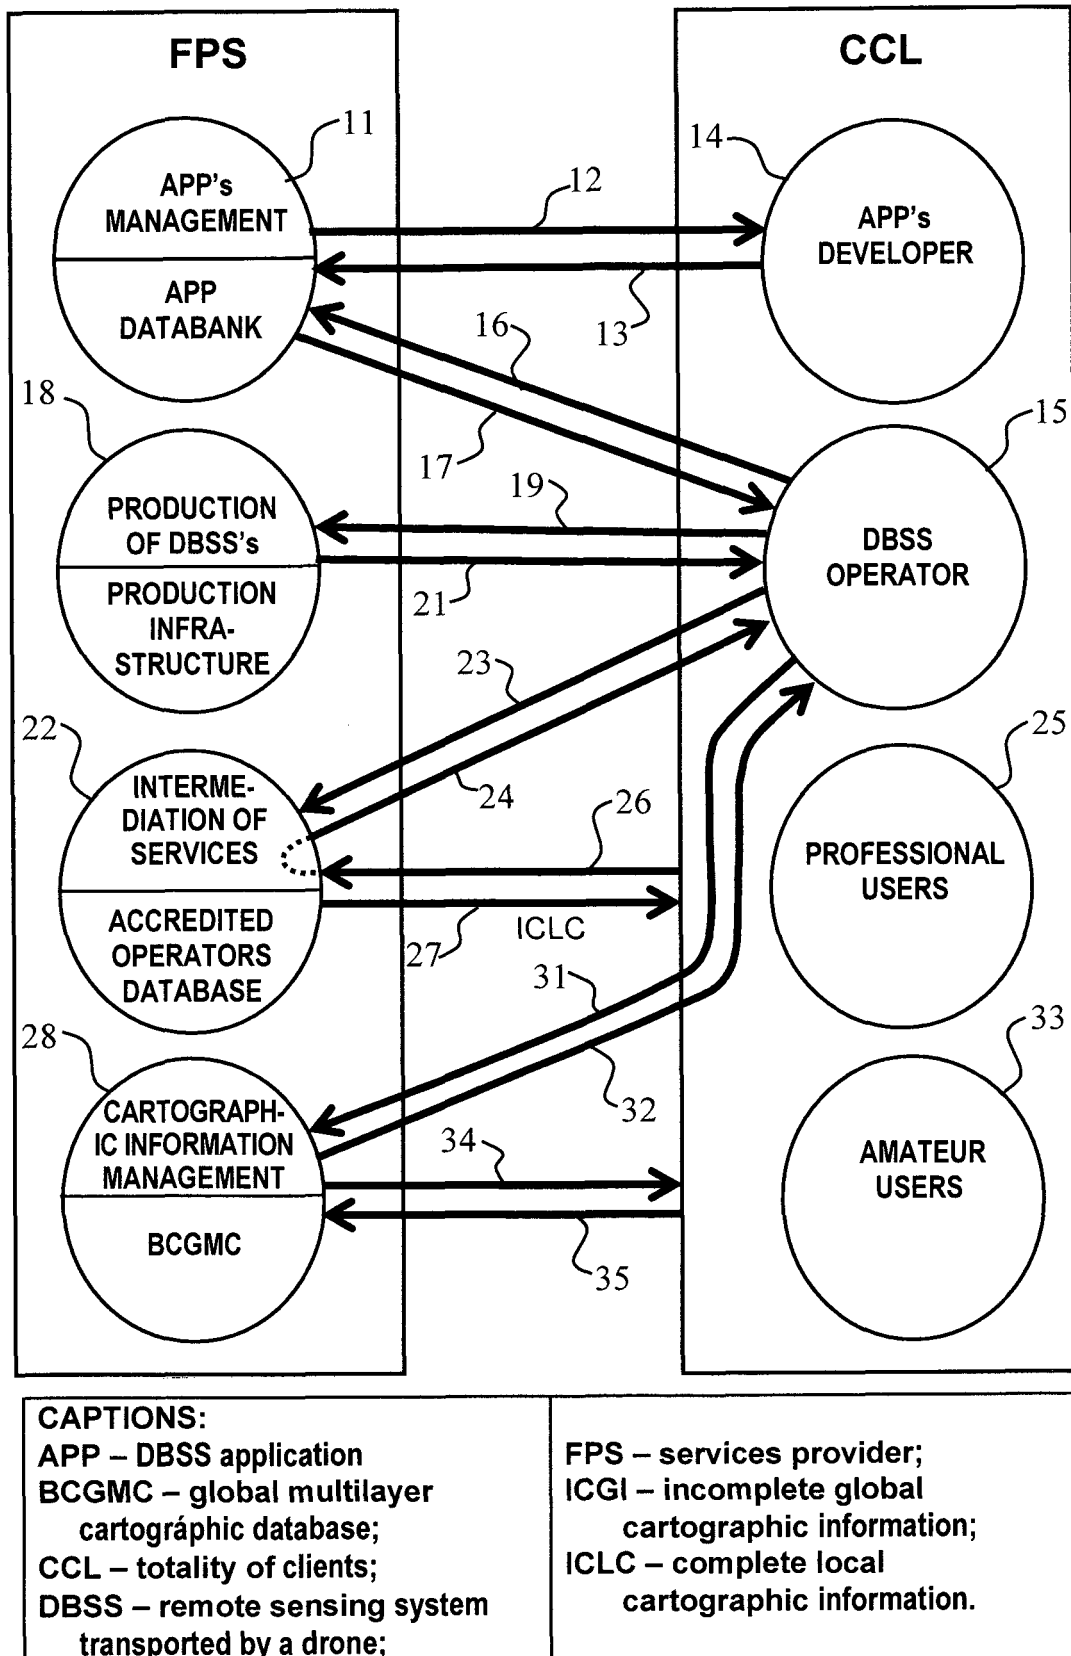 FPS
CCL
11
14
12
APP's
MANAGEMENT
APP's
DEVELOPER
APP
DATABANK
13
16
18
15
17
19
PRODUCTION
OF DBSS's
DBSS
OPERATOR
PRODUCTION
INFRA-
STRUCTURE
21
23
22
25
INTERME-
DIATION OF
SERVICES
24
26
PROFESSIONAL
USERS
ACCREDITED
OPERATORS
DATABASE
ICLC
27
31
28
33
CARTOGRAPH-
IC INFORMATION
MANAGEMENT
32
34
AMATEUR
USERS
BCGMC
35
CAPTIONS:
APP – DBSS application
BCGMC – global multilayer
cartográphic database;
CCL – totality of clients;
DBSS – remote sensing system
transported by a drone;
FPS – services provider;
ICGI – incomplete global
cartographic information;
ICLC – complete local
cartographic information.